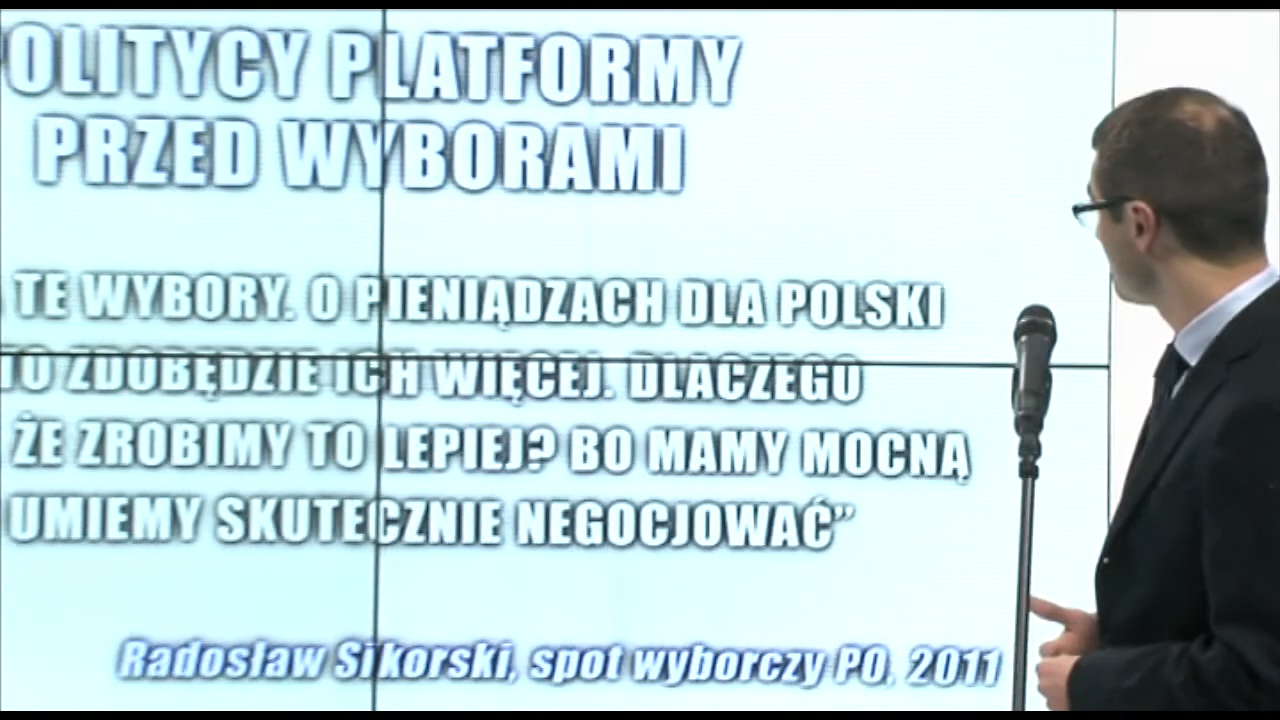 OLITYCY PLATFORMY
PRZED WYBORAMI
TE WYBORY. O PIENIĄDZACH DLA POLSKI
TO ZDOBĘDZIE ICH WIĘCEJ. DLACZEGO
ŻE ZROBIMY TO LEPIEJ? BO MAMY MOCNĄ
UMIEMY SKUTECZNIE NEGOCJOWAĆ”
Radosław Sikorski, spot wyborczy PO, 2011